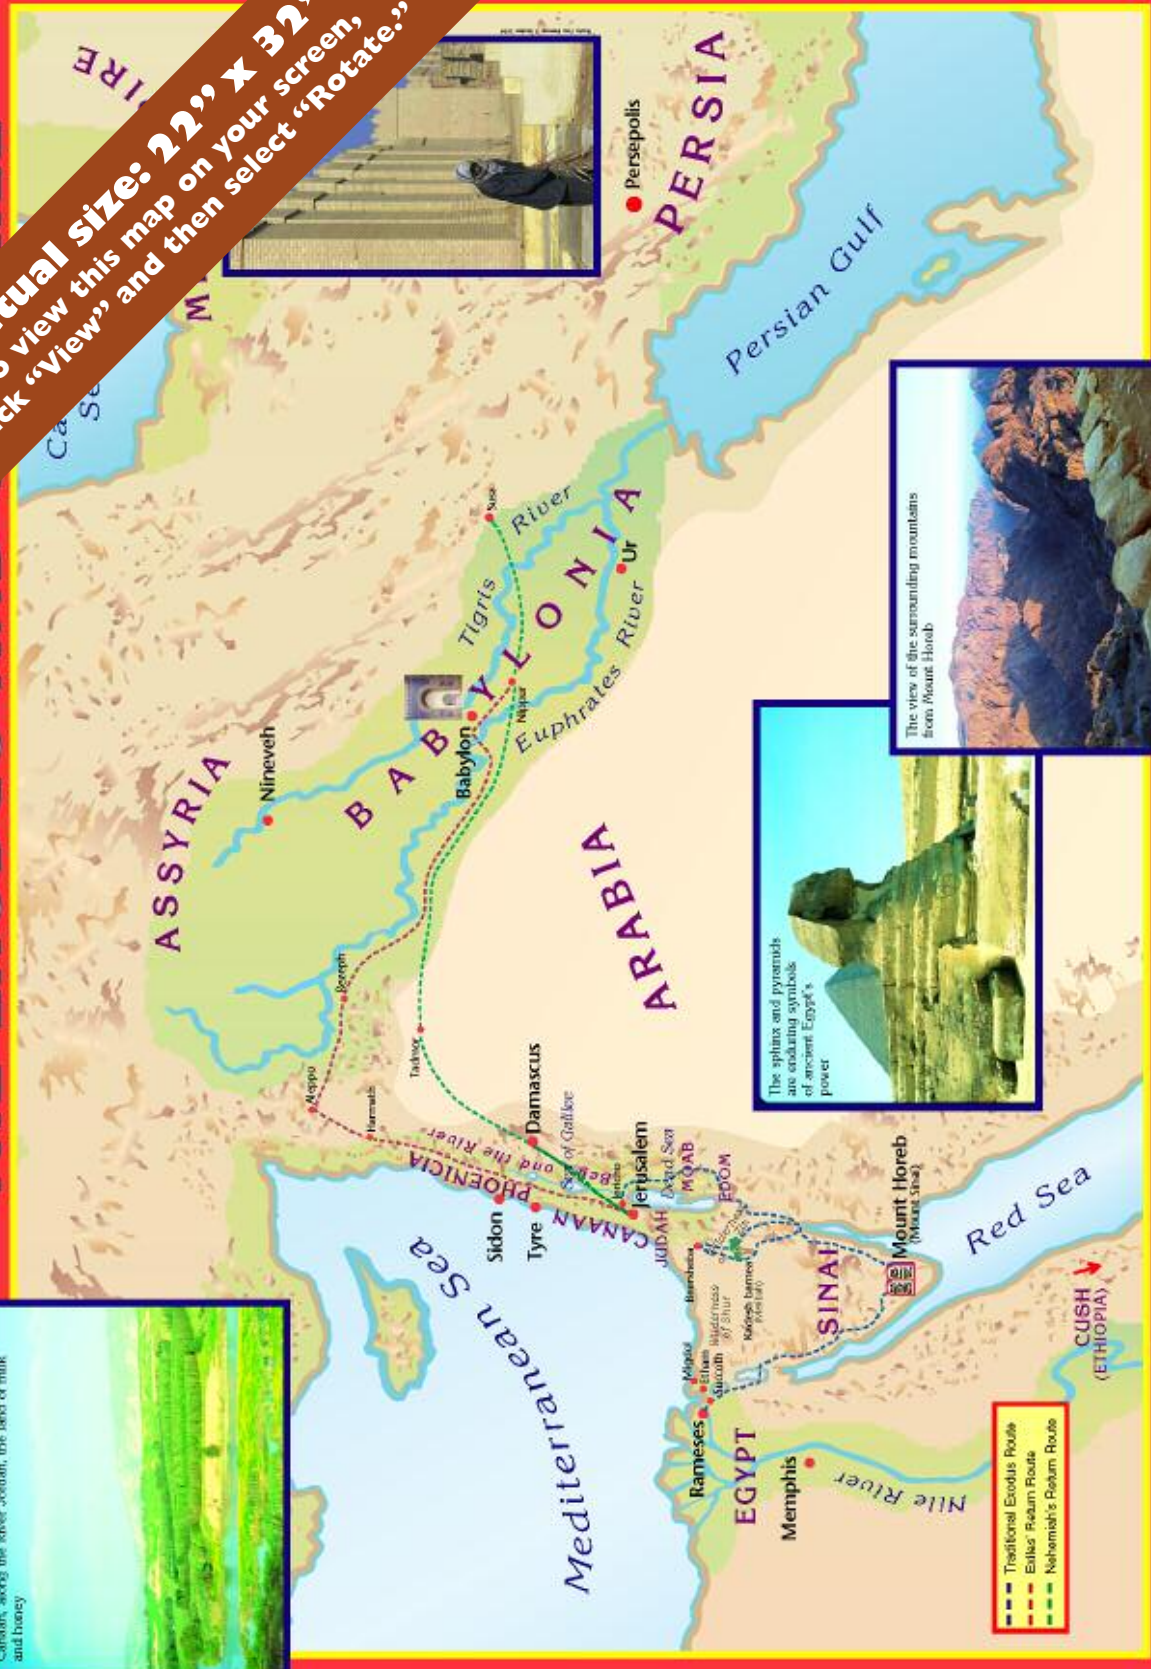 tual size: 22” x 32”
view this map on your screen,
ck “View” and then select “Rotate.”
and honey
PIRE
Persepolis
PERSIA
Persian Gulf
ASSYRIA
Nineveh
BABYLONIA
Babylon
Tigris River
Susa
Nippur
Ur
Euphrates River
ARABIA
Aleppo
Hammath
Tadmor
Damascus
PHOENICIA
Sidon
Tyre
Sea of Galilee
CANAAN
Jericho
Jerusalem
Dead Sea
JUDAH
MOAB
EDOM
Beersheba
Wilderness
of Shur
Kadesh barnea
Mediterranean Sea
Migdol
Etham
Succoth
Rameses
EGYPT
Memphis
Nile River
SINAI
Mount Horeb
(Mount Sinai)
Red Sea
CUSH
(ETHIOPIA)
The sphinx and pyramids
are enduring symbols
of ancient Egypt's
power
The view of the surrounding mountains
from Mount Horeb
Traditional Exodus Route
Exiles' Return Route
Nehemiah's Return Route